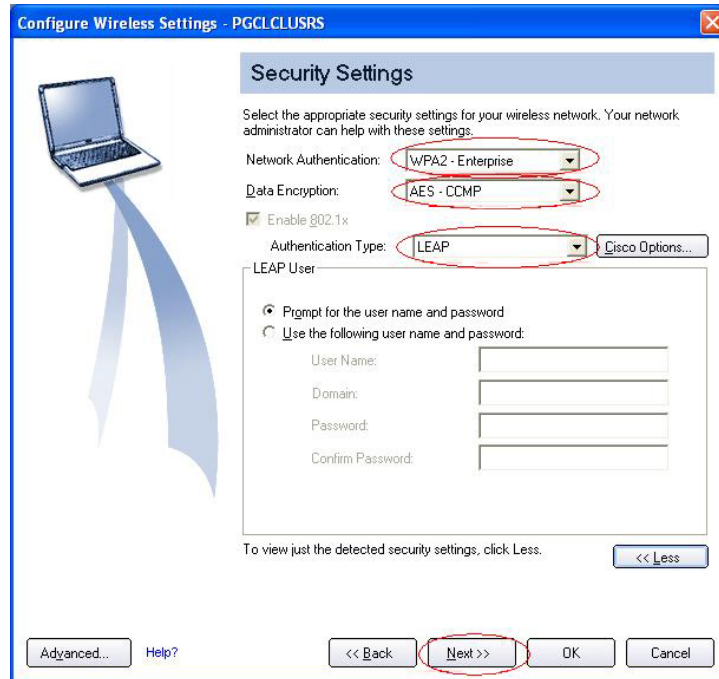 Configure Wireless Settings - PGCLCLUSRS
Security Settings
Select the appropriate security settings for your wireless network. Your network
administrator can help with these settings.
Network Authentication: WPA2 - Enterprise
Data Encryption: AES - CCMP
Enable 802.1x
Authentication Type: LEAP Cisco Options...
LEAP User
Prompt for the user name and password
Use the following user name and password:
User Name:
Domain:
Password:
Confirm Password:
To view just the detected security settings, click Less.
<< Less
Advanced... Help? << Back Next >> OK Cancel